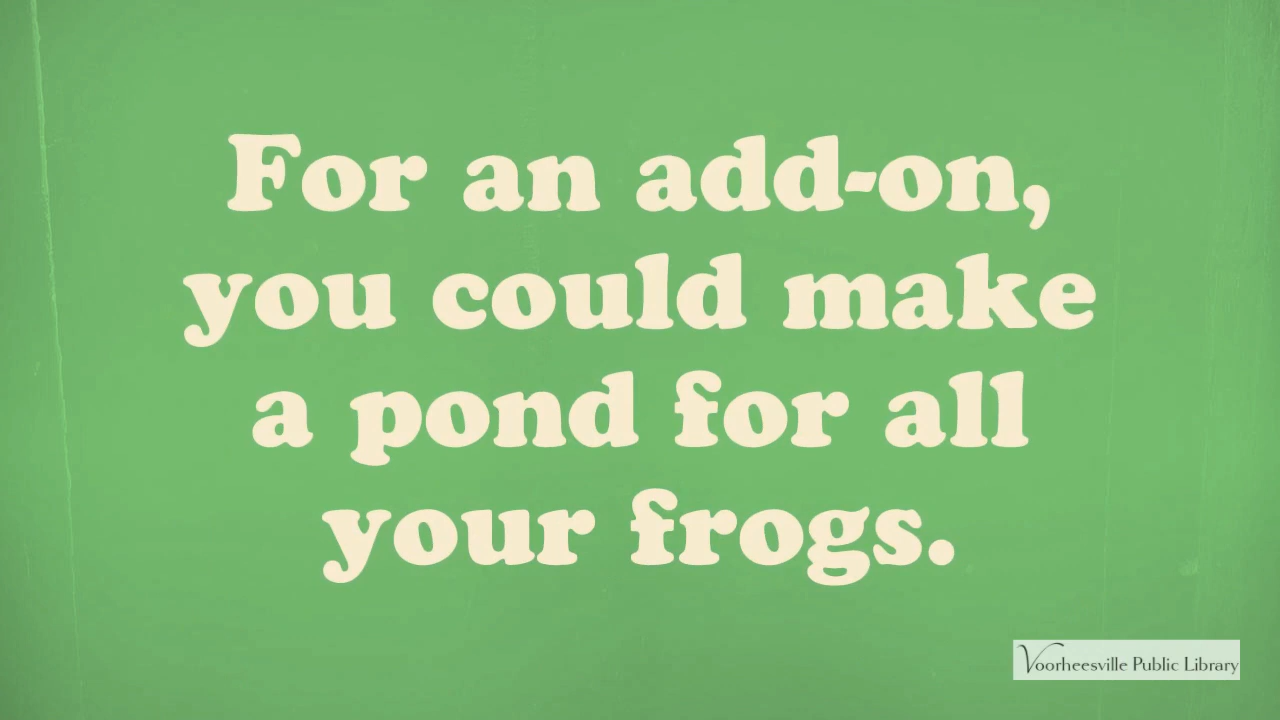 For an add-on,
you could make
a pond for all
your frogs.
Voorheesville Public Library